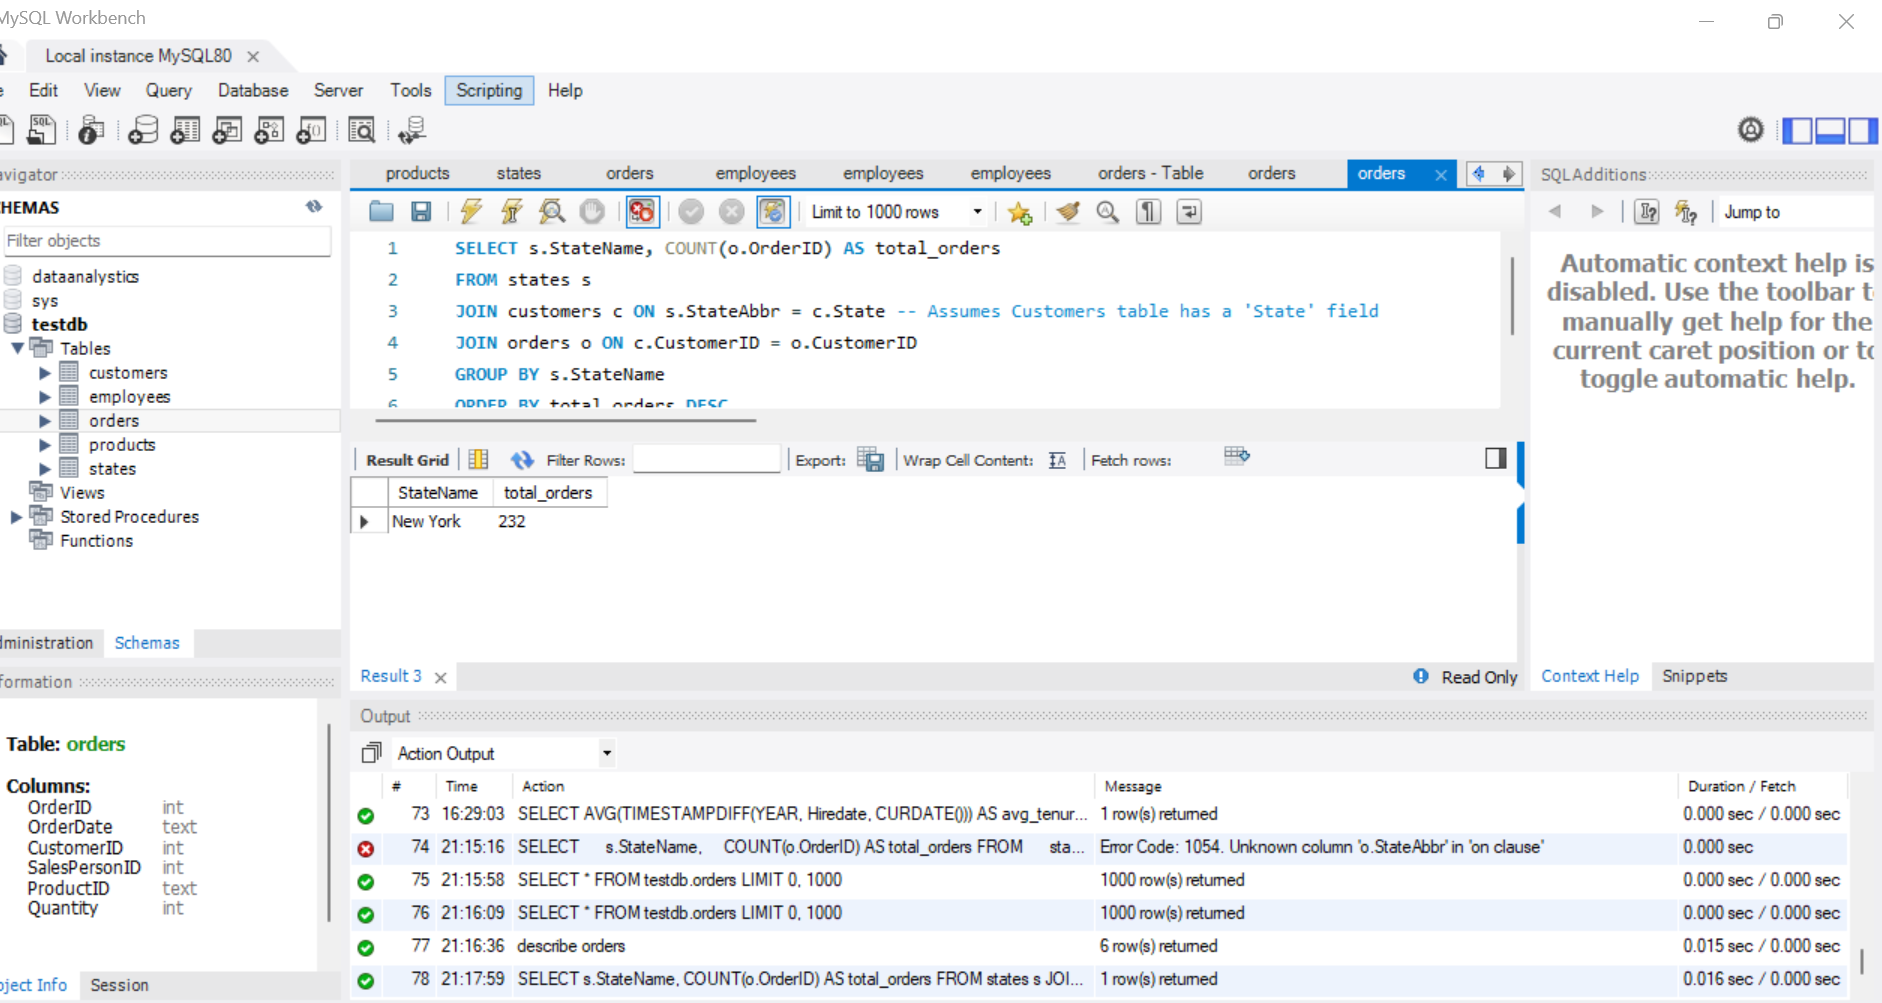 MySQL Workbench
Local instance MySQL80
Edit View Query Database Server Tools Scripting Help
avigator
products states orders employees employees employees orders - Table orders orders
SQLAdditions
HEMAS
Filter objects
Limit to 1000 rows
Jump to
dataanalystics
sys
testdb
Tables
customers
employees
orders
products
states
Views
Stored Procedures
Functions
1 SELECT s.StateName, COUNT(o.OrderID) AS total_orders
2 FROM states s
3 JOIN customers c ON s.StateAbbr = c.State -- Assumes Customers table has a 'State' field
4 JOIN orders o ON c.CustomerID = o.CustomerID
5 GROUP BY s.StateName
6 ORDER BY total_orders DESC
Automatic context help is
disabled. Use the toolbar t
manually get help for the
current caret position or to
toggle automatic help.
Result Grid Filter Rows: Export: Wrap Cell Content: Fetch rows:
StateName total_orders
New York 232
dministration Schemas
Result 3
Read Only
Context Help Snippets
formation
Table: orders
Columns:
OrderID int
OrderDate text
CustomerID int
SalesPersonID int
ProductID text
Quantity int
bject Info Session
Output
Action Output
# Time Action Message Duration / Fetch
73 16:29:03 SELECT AVG(TIMESTAMPDIFF(YEAR, Hiredate, CURDATE())) AS avg_tenur... 1 row(s) returned 0.000 sec / 0.000 sec
74 21:15:16 SELECT s.StateName, COUNT(o.OrderID) AS total_orders FROM sta... Error Code: 1054. Unknown column 'o.StateAbbr' in 'on clause' 0.000 sec
75 21:15:58 SELECT * FROM testdb.orders LIMIT 0, 1000 1000 row(s) returned 0.000 sec / 0.000 sec
76 21:16:09 SELECT * FROM testdb.orders LIMIT 0, 1000 1000 row(s) returned 0.000 sec / 0.000 sec
77 21:16:36 describe orders 6 row(s) returned 0.015 sec / 0.000 sec
78 21:17:59 SELECT s.StateName, COUNT(o.OrderID) AS total_orders FROM states s JOI... 1 row(s) returned 0.016 sec / 0.000 sec